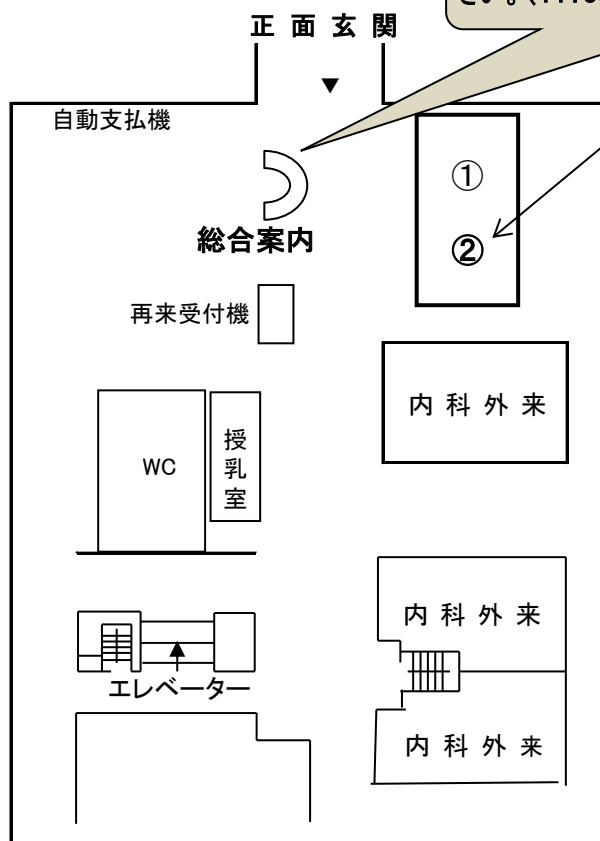 正面玄関
▼
自動支払機
①
②
総合案内
再来受付機
内科外来
WC
授乳室
内科外来
エレベーター
内科外来